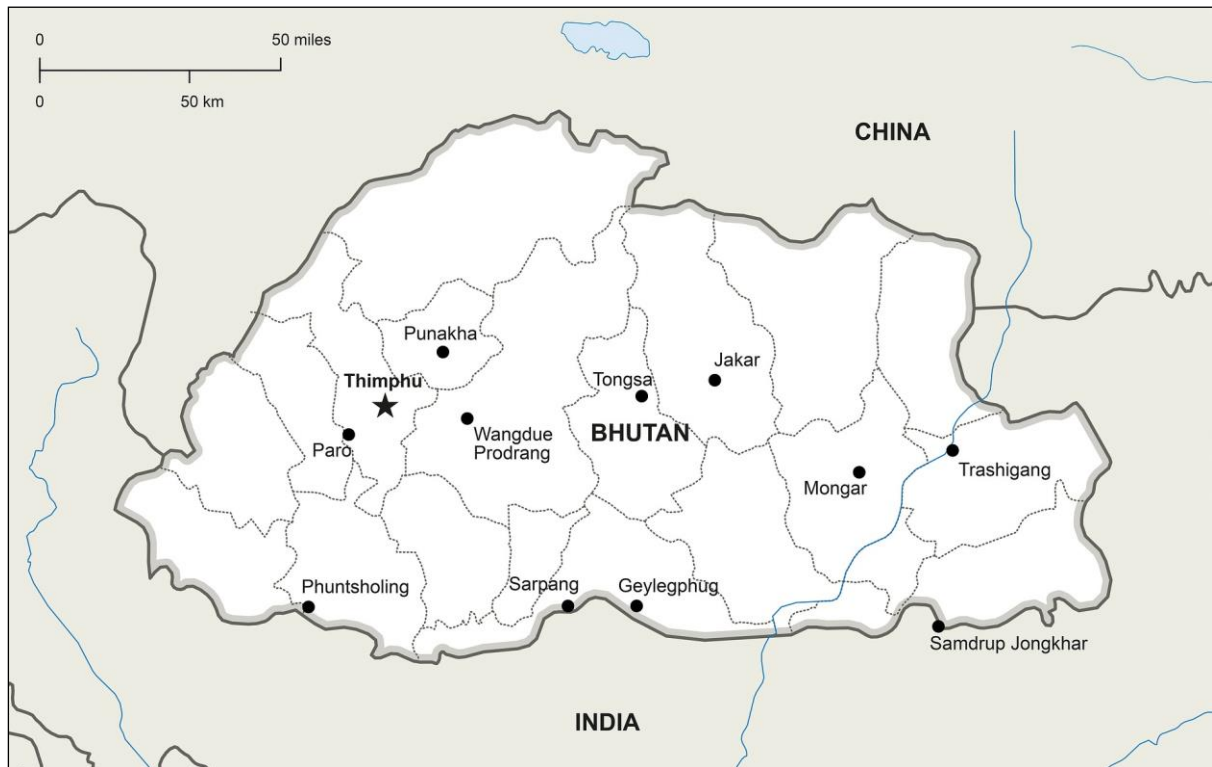 0 50 miles
0 50 km
CHINA
Punakha
Thimphu
Jakar
Tongsa
BHUTAN
Wangdue
Prodrang
Paro
Trashigang
Mongar
Phuntsholing
Sarpang
Geylegphug
Samdrup Jongkhar
INDIA